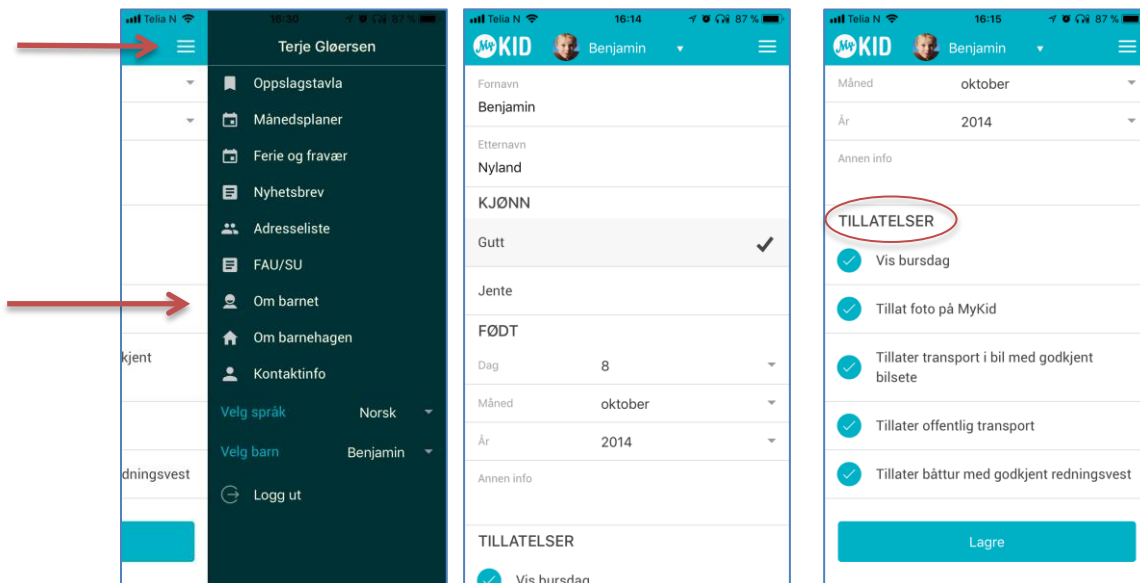 Telia N
16:30
87 %
Terje Gløersen
Oppslagstavla
Månedsplaner
Ferie og fravær
Nyhetsbrev
Adresseliste
FAU/SU
Om barnet
Om barnehagen
kjent
Kontaktinfo
Velg språk Norsk
Velg barn Benjamin
dningsvest
Logg ut
Telia N 16:14 87 %
My KID Benjamin
Fornavn
Benjamin
Etternavn
Nyland
KJØNN
Gutt
Jente
FØDT
Dag 8
Måned oktober
År 2014
Annen info
TILLATELSER
Vis bursdag
Telia N 16:15 87 %
My KID Benjamin
Måned oktober
År 2014
Annen info
TILLATELSER
Vis bursdag
Tillat foto på MyKid
Tillater transport i bil med godkjent
bilsete
Tillater offentlig transport
Tillater båttur med godkjent redningsvest
Lagre